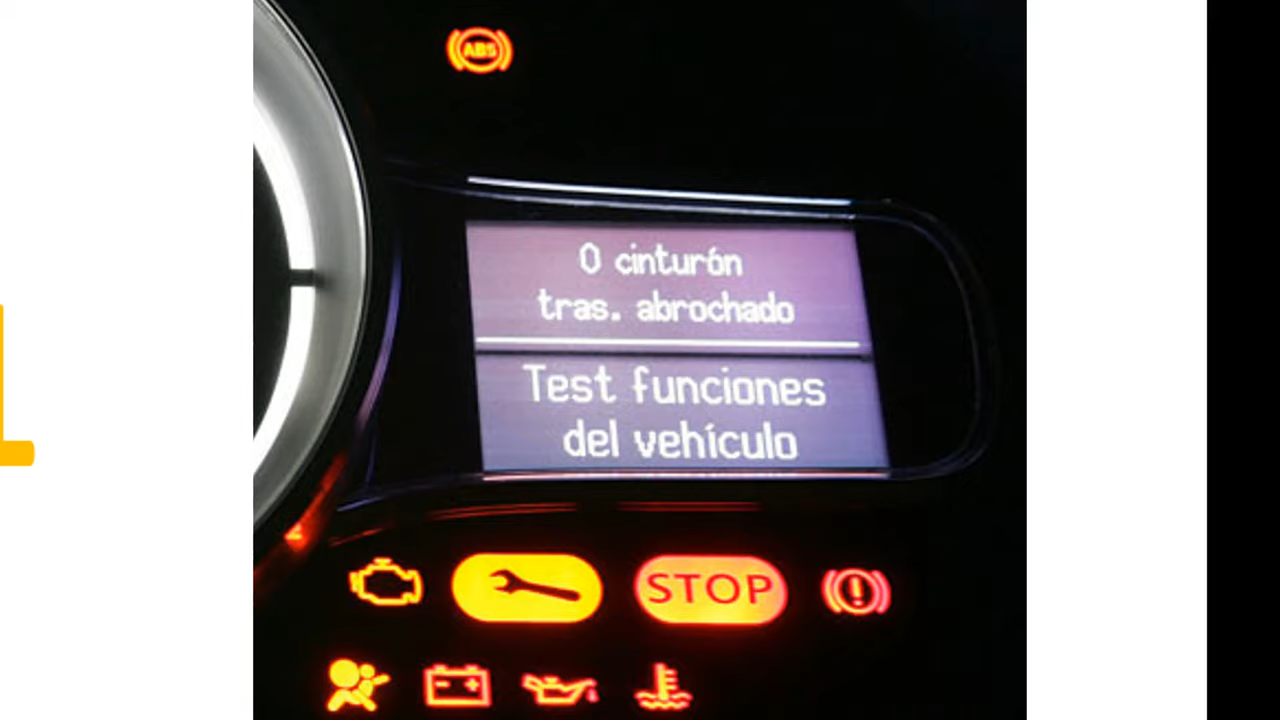 ABS
0 cinturón
tras. abrochado
Test funciones
del vehículo
STOP